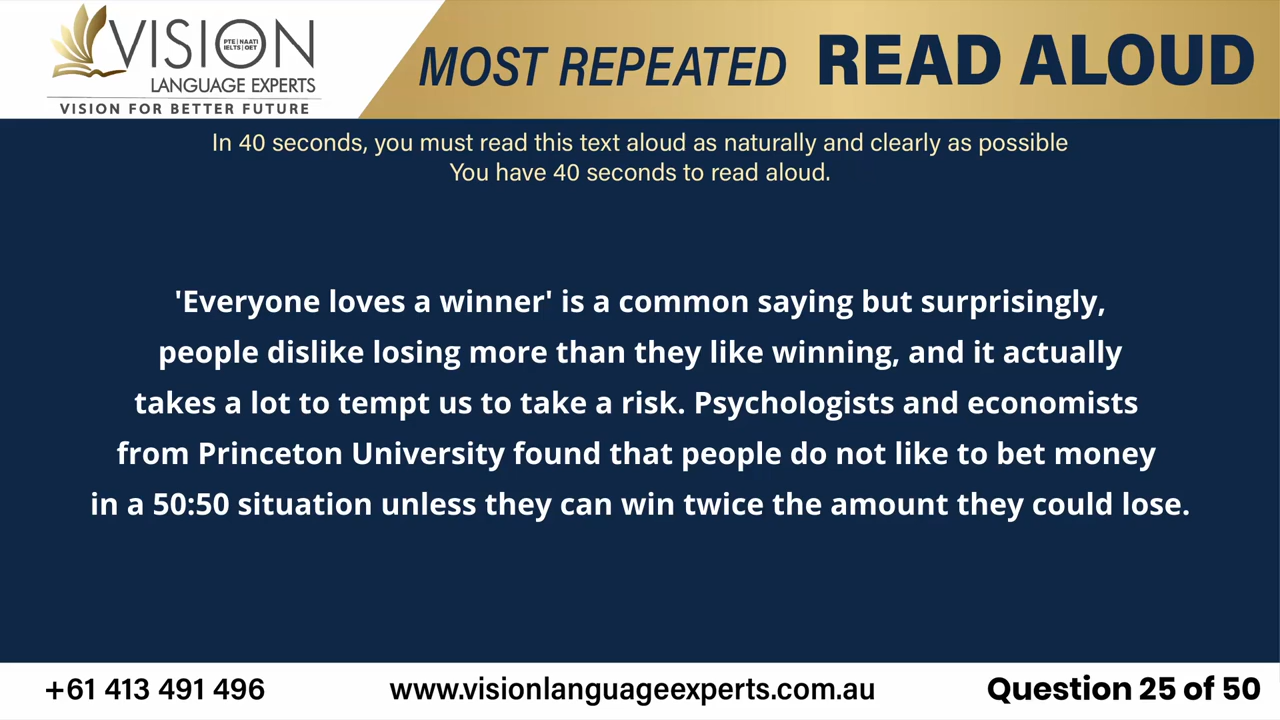 VISION
PTE | NAATI
IELTS | OET
LANGUAGE EXPERTS
VISION FOR BETTER FUTURE
MOST REPEATED READ ALOUD
In 40 seconds, you must read this text aloud as naturally and clearly as possible
You have 40 seconds to read aloud.
'Everyone loves a winner' is a common saying but surprisingly,
people dislike losing more than they like winning, and it actually
takes a lot to tempt us to take a risk. Psychologists and economists
from Princeton University found that people do not like to bet money
in a 50:50 situation unless they can win twice the amount they could lose.
+61 413 491 496
www.visionlanguageexperts.com.au
Question 25 of 50